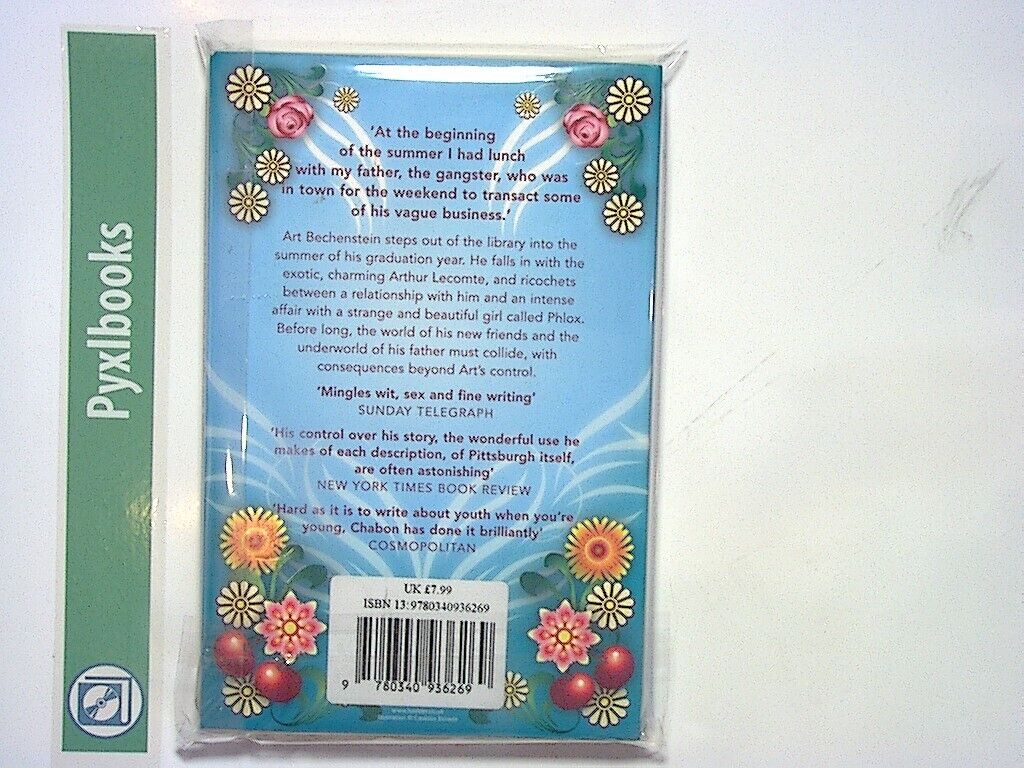 Pyxlbooks
'At the beginning
of the summer I had lunch
with my father, the gangster, who was
in town for the weekend to transact some
of his vague business.'
Art Bechenstein steps out of the library into the
summer of his graduation year. He falls in with the
exotic, charming Arthur Lecomte, and ricochets
between a relationship with him and an intense
affair with a strange and beautiful girl called Phlox.
Before long, the world of his new friends and the
underworld of his father must collide, with
consequences beyond Art's control.
'Mingles wit, sex and fine writing'
SUNDAY TELEGRAPH
'His control over his story, the wonderful use he
makes of each description, of Pittsburgh itself,
are often astonishing'
NEW YORK TIMES BOOK REVIEW
'Hard as it is to write about youth when you're
young, Chabon has done it brilliantly'
COSMOPOLITAN
UK £7.99
ISBN 13:9780340936269
9 780340 936269